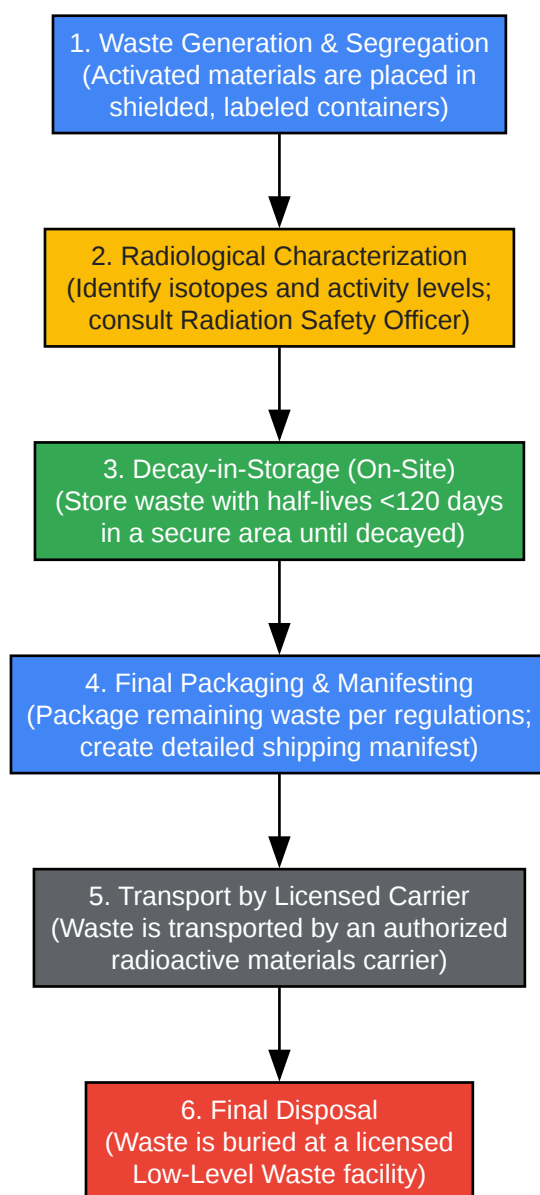 1. Waste Generation & Segregation
(Activated materials are placed in
shielded, labeled containers)
2. Radiological Characterization
(Identify isotopes and activity levels;
consult Radiation Safety Officer)
3. Decay-in-Storage (On-Site)
(Store waste with half-lives <120 days
in a secure area until decayed)
4. Final Packaging & Manifesting
(Package remaining waste per regulations;
create detailed shipping manifest)
5. Transport by Licensed Carrier
(Waste is transported by an authorized
radioactive materials carrier)
6. Final Disposal
(Waste is buried at a licensed
Low-Level Waste facility)